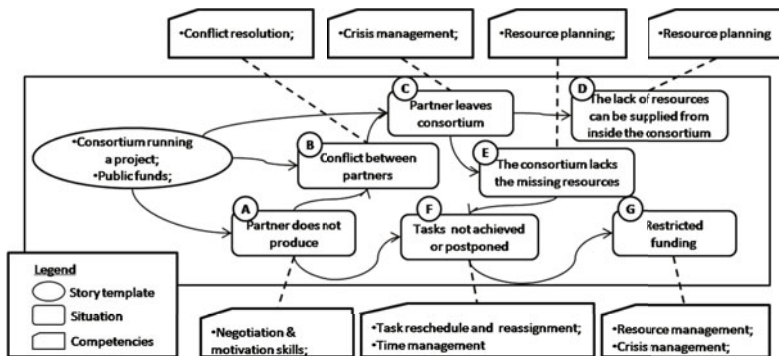 •Conflict resolution;
•Crisis management;
•Resource planning;
•Resource planning
C
Partner leaves
consortium
D
The lack of resources
can be supplied from
inside the consortium
•Consortium running
a project;
•Public funds;
B
Conflict between
partners
E
The consortium lacks
the missing resources
A
Partner does not
produce
F
Tasks not achieved
or postponed
G
Restricted
funding
Legend
Story template
Situation
Competencies
•Negotiation &
motivation skills;
•Task reschedule and reassignment;
•Time management
•Resource management;
•Crisis management;